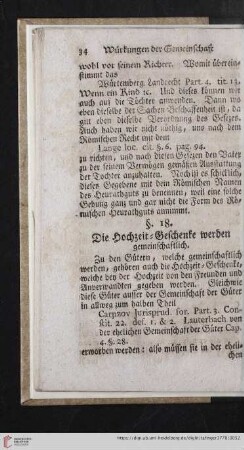 94 Würkungen der Gemeinschaft
wohl vor seinem Richter. Womit überein-
stimmt das
Würtemberg Landrecht Part. 4. tit. 13.
Wenn ein Kind ꝛc. Und dieses können wir
auch auf die Töchter anwenden. Dann wo
eben dieselbe der Sachen Beschaffenheit ist, da
gilt eben dieselbe Verordnung des Gesezes.
Auch haben wir nicht nöthig, uns nach dem
Römischen Recht mit dem
Lange loc. cit. §. 6. pag. 94.
zu richten, und nach diesen Gesezen den Vater
zu der seinem Vermögen gemäsen Ausstattung
der Tochter anzuhalten. Noch ist es schicklich,
dieses Gegebene mit dem Römischen Namen
des Heurathguts zu benennen; weil eine solche
Gebung ganz und gar nicht die Form des Rö-
mischen Heurathguts annimmt.
§. 18.
Die Hochzeit-Geschenke werden
gemeinschaftlich.
Zu den Gütern, welche gemeinschaftlich
werden, gehören auch die Hochzeit-Geschenke,
welche bey der Hochzeit von den Freunden und
Anverwandten gegeben werden. Gleichwie
diese Güter ausser der Gemeinschaft der Güter
in allweg zum halben Theil
Carpzov Jurisprud. for. Part. 3. Con-
stit. 22. def. 1. & 2. Lauterbach von
der ehelichen Gemeinschaft der Güter Cap.
4. §. 28.
erworben werden: also müssen sie in der eheli-
chen